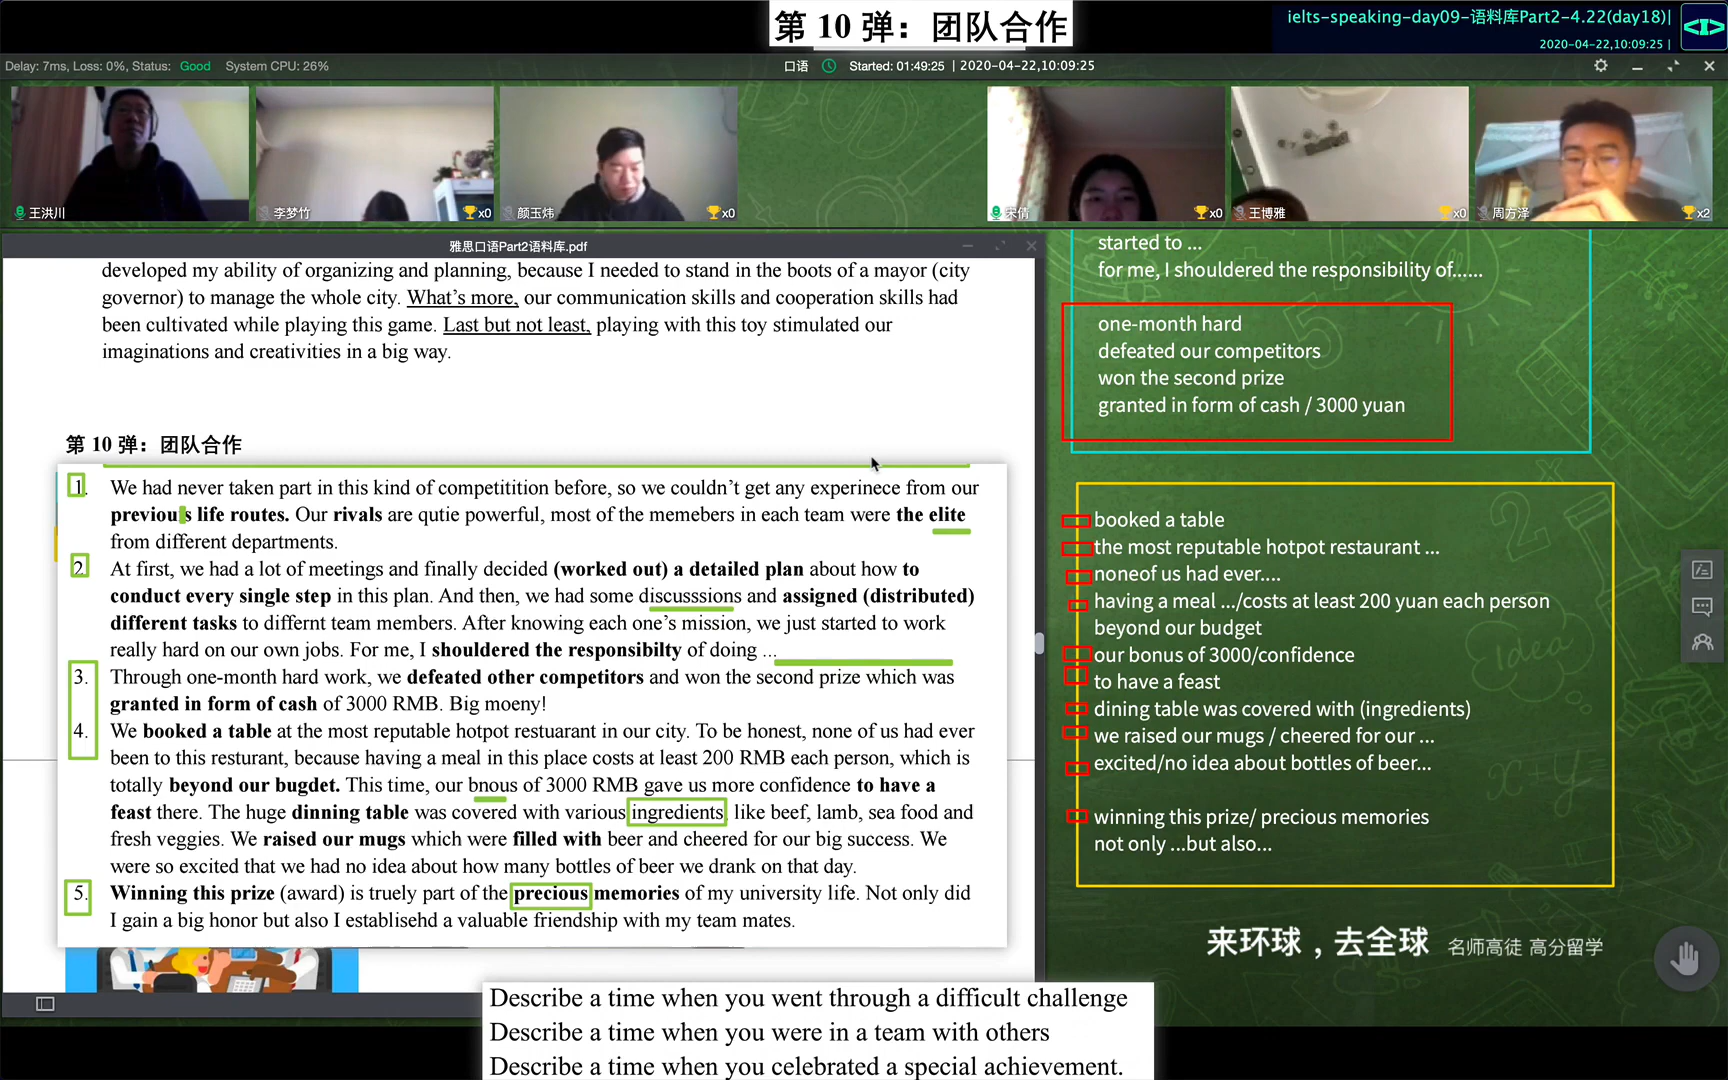 第 10 弹：团队合作
ielts-speaking-day09-语料库Part2-4.22(day18)|
2020-04-22,10:09:25 |
Delay: 7ms, Loss: 0%, Status: Good System CPU: 26%
口语 Started: 01:49:25 | 2020-04-22,10:09:25
王洪川
李梦竹 x0
颜玉炜 x0
宋倩 x0
王博雅 x0
周方泽 x2
雅思口语Part2语料库.pdf
developed my ability of organizing and planning, because I needed to stand in the boots of a mayor (city
governor) to manage the whole city. What's more, our communication skills and cooperation skills had
been cultivated while playing this game. Last but not least, playing with this toy stimulated our
imaginations and creativities in a big way.
第 10 弹：团队合作
1. We had never taken part in this kind of competitition before, so we couldn't get any experinece from our
previous life routes. Our rivals are qutie powerful, most of the memebers in each team were the elite
from different departments.
2. At first, we had a lot of meetings and finally decided (worked out) a detailed plan about how to
conduct every single step in this plan. And then, we had some discusssions and assigned (distributed)
different tasks to differnt team members. After knowing each one's mission, we just started to work
really hard on our own jobs. For me, I shouldered the responsibilty of doing ...
3. Through one-month hard work, we defeated other competitors and won the second prize which was
granted in form of cash of 3000 RMB. Big moeny!
4. We booked a table at the most reputable hotpot restuarant in our city. To be honest, none of us had ever
been to this resturant, because having a meal in this place costs at least 200 RMB each person, which is
totally beyond our bugdet. This time, our bnous of 3000 RMB gave us more confidence to have a
feast there. The huge dinning table was covered with various ingredients, like beef, lamb, sea food and
fresh veggies. We raised our mugs which were filled with beer and cheered for our big success. We
were so excited that we had no idea about how many bottles of beer we drank on that day.
5. Winning this prize (award) is truely part of the precious memories of my university life. Not only did
I gain a big honor but also I establisehd a valuable friendship with my team mates.
started to ...
for me, I shouldered the responsibility of......
one-month hard
defeated our competitors
won the second prize
granted in form of cash / 3000 yuan
booked a table
the most reputable hotpot restaurant ...
noneof us had ever....
having a meal .../costs at least 200 yuan each person
beyond our budget
our bonus of 3000/confidence
to have a feast
dining table was covered with (ingredients)
we raised our mugs / cheered for our ...
excited/no idea about bottles of beer...
winning this prize/ precious memories
not only ...but also...
来环球，去全球 名师高徒 高分留学
Describe a time when you went through a difficult challenge
Describe a time when you were in a team with others
Describe a time when you celebrated a special achievement.